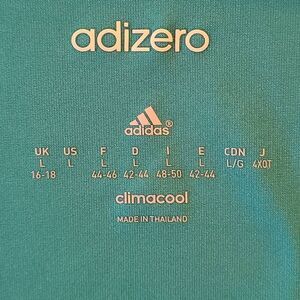 adizero
adidas®
UK US F D I E CDN J
L L L L L L L/G 4XOT
16-18 44-46 42-44 48-50 42-44
climacool
MADE IN THAILAND